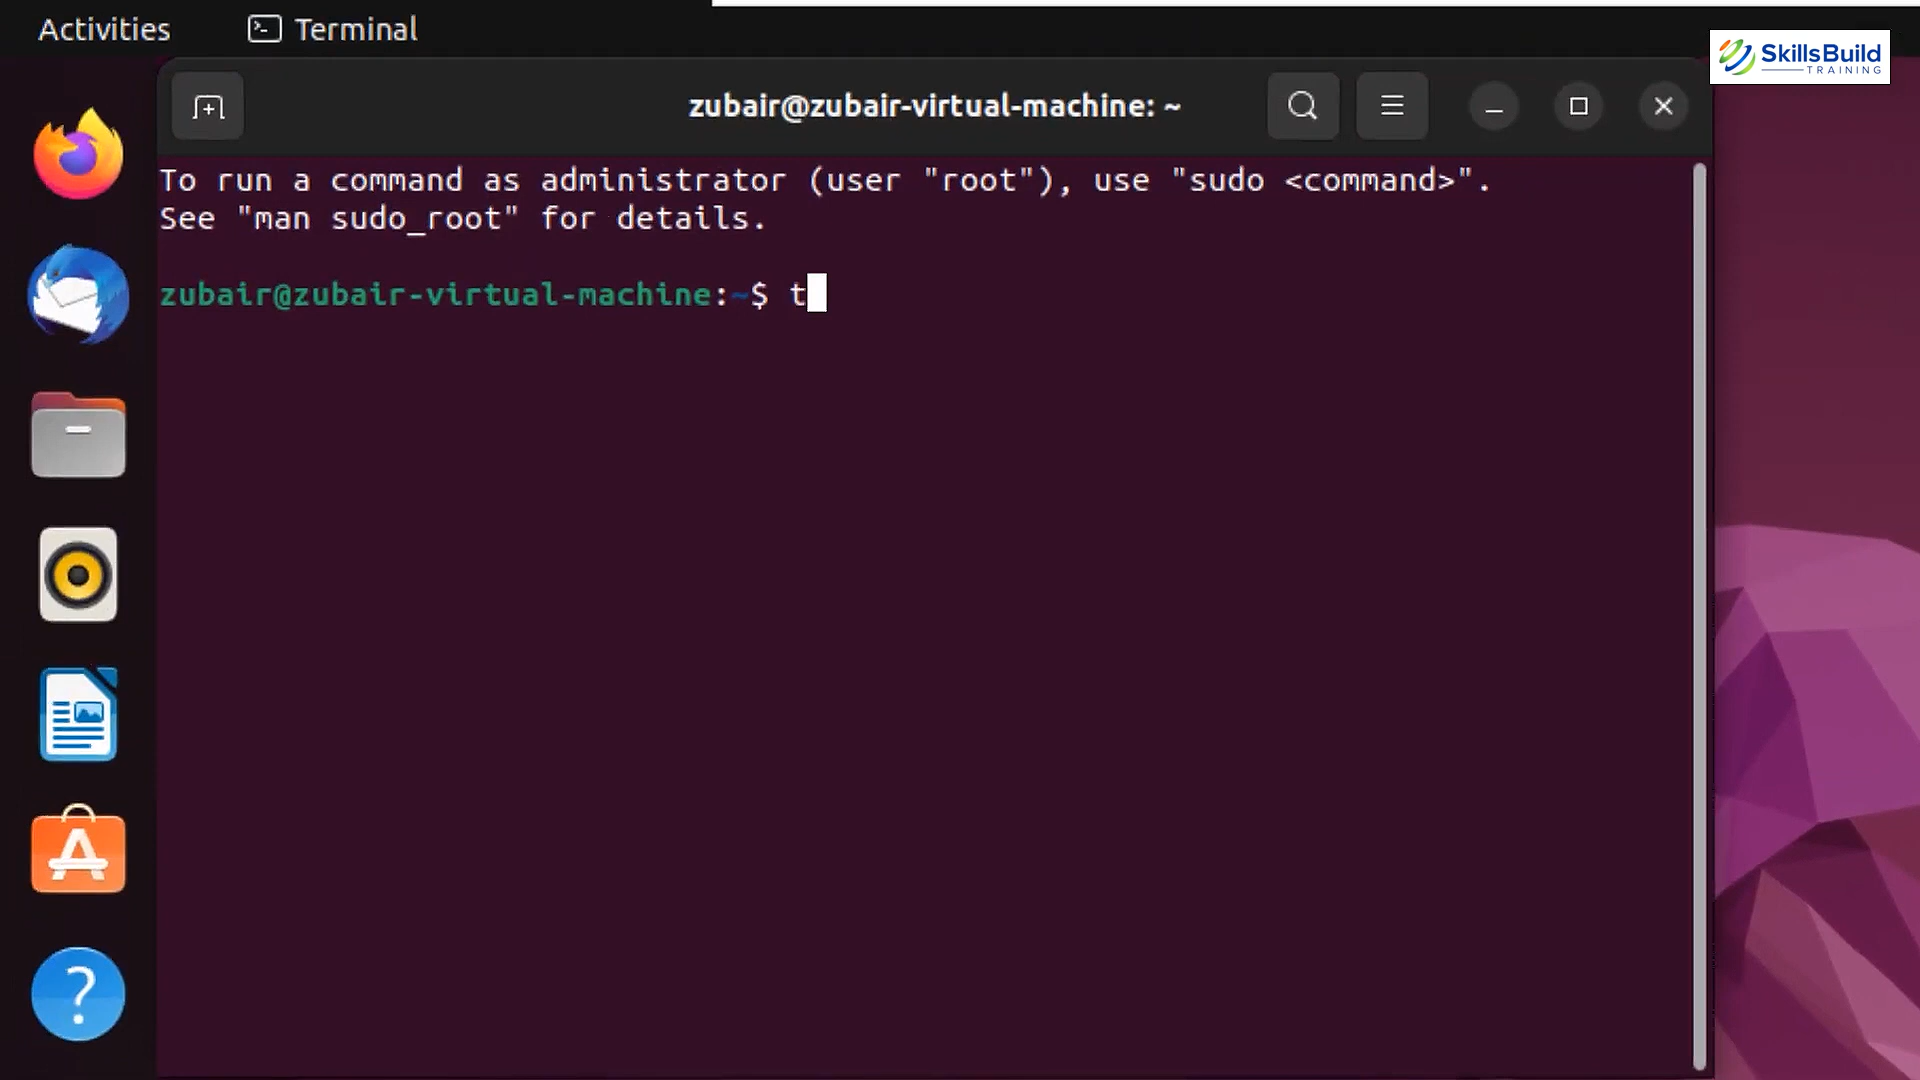 Activities
Terminal
SkillsBuild
TRAINING
zubair@zubair-virtual-machine: ~
To run a command as administrator (user "root"), use "sudo <command>".
See "man sudo_root" for details.
zubair@zubair-virtual-machine:~$ t